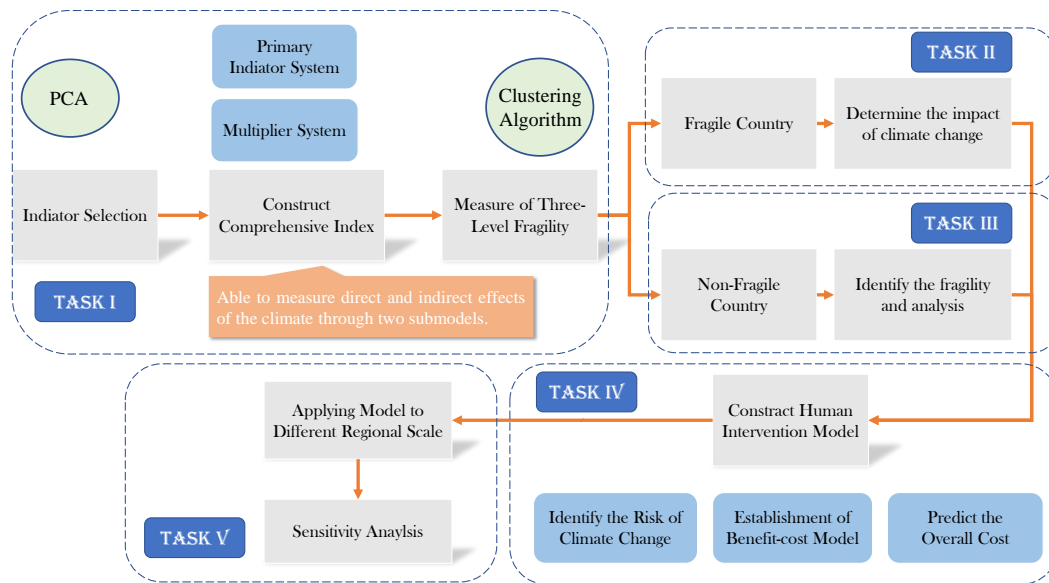 Primary
Indiator System
Multiplier System
PCA
Clustering
Algorithm
Indiator Selection
Construct
Comprehensive Index
Measure of Three-
Level Fragility
Able to measure direct and indirect effects
of the climate through two submodels.
TASK I
TASK II
Fragile Country
Determine the impact
of climate change
TASK III
Non-Fragile
Country
Identify the fragility
and analysis
TASK IV
Constract Human
Intervention Model
Identify the Risk of
Climate Change
Establishment of
Benefit-cost Model
Predict the
Overall Cost
Applying Model to
Different Regional Scale
Sensitivity Anaylsis
TASK V